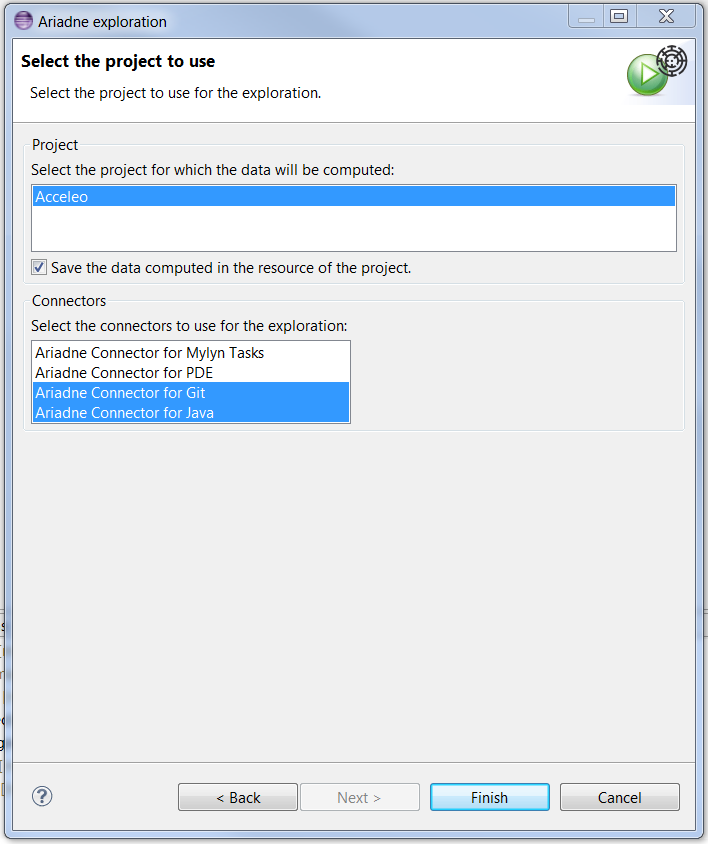 Ariadne exploration
Select the project to use
Select the project to use for the exploration.
Project
Select the project for which the data will be computed:
Acceleo
Save the data computed in the resource of the project.
Connectors
Select the connectors to use for the exploration:
Ariadne Connector for Mylyn Tasks
Ariadne Connector for PDE
Ariadne Connector for Git
Ariadne Connector for Java
?
< Back
Next >
Finish
Cancel